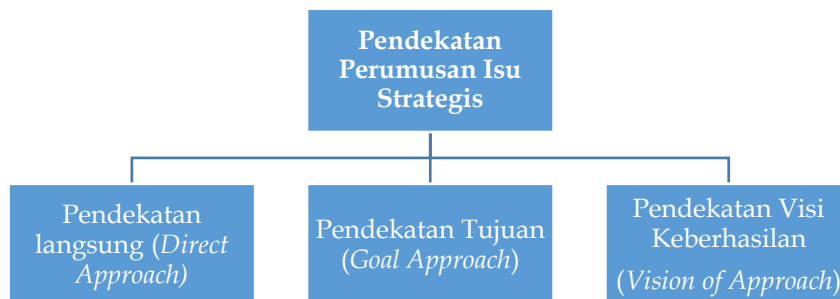 Pendekatan
Perumusan Isu
Strategis
Pendekatan
langsung (Direct
Approach)
Pendekatan Tujuan
(Goal Approach)
Pendekatan Visi
Keberhasilan
(Vision of Approach)